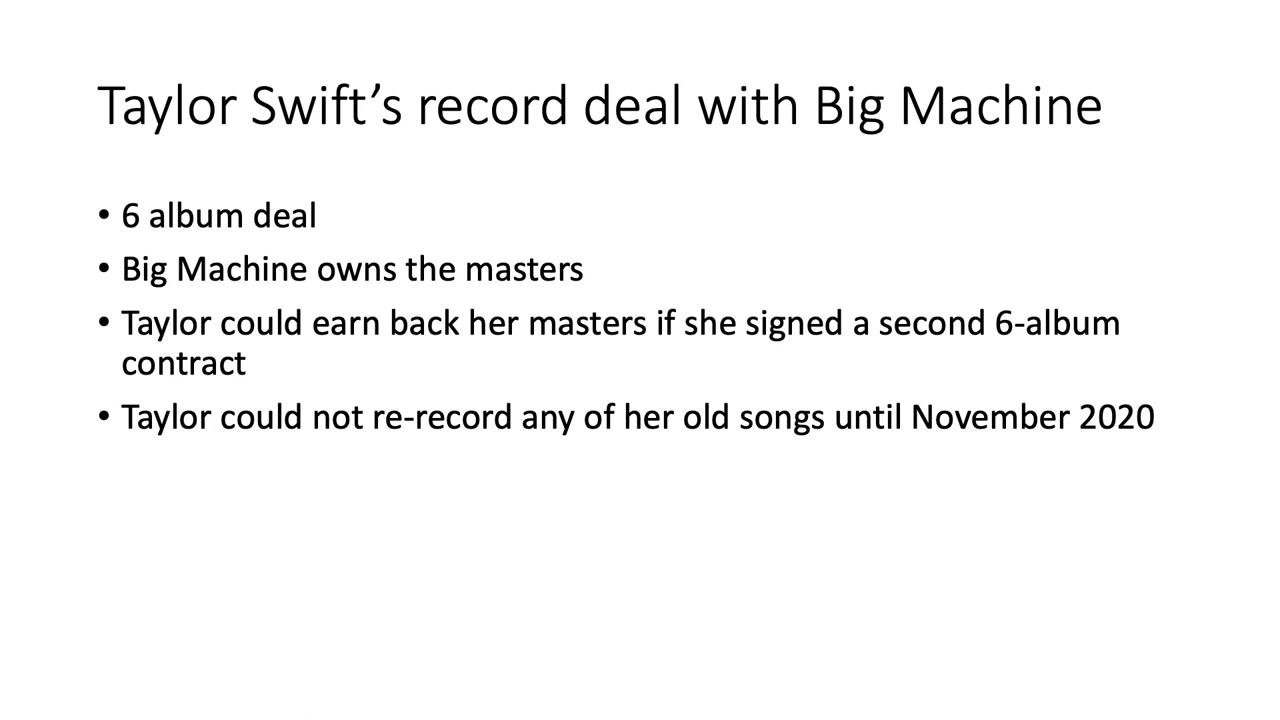 Taylor Swift’s record deal with Big Machine
• 6 album deal
• Big Machine owns the masters
• Taylor could earn back her masters if she signed a second 6-album
contract
• Taylor could not re-record any of her old songs until November 2020